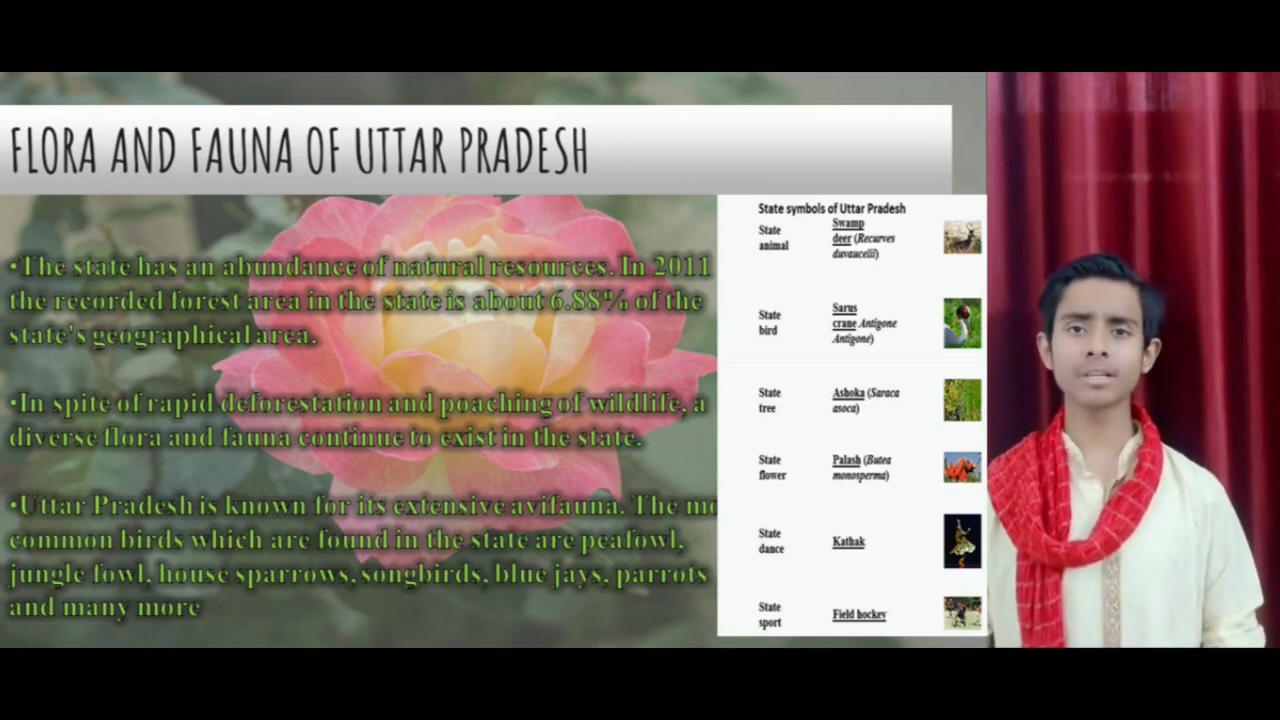 FLORA AND FAUNA OF UTTAR PRADESH
•The state has an abundance of natural resources. In 2011
the recorded forest area in the state is about 6.88% of the
state's geographical area.
•In spite of rapid deforestation and poaching of wildlife, a
diverse flora and fauna continue to exist in the state.
•Uttar Pradesh is known for its extensive avifauna. The mo
common birds which are found in the state are peafowl,
jungle fowl, house sparrows, songbirds, blue jays, parrots
and many more
State symbols of Uttar Pradesh
State
animal
Swamp
deer (Recurves
duvaucelii)
State
bird
Sarus
crane Antigone
Antigone)
State
tree
Ashoka (Saraca
asoca)
State
flower
Palash (Butea
monosperma)
State
dance
Kathak
State
sport
Field hockey